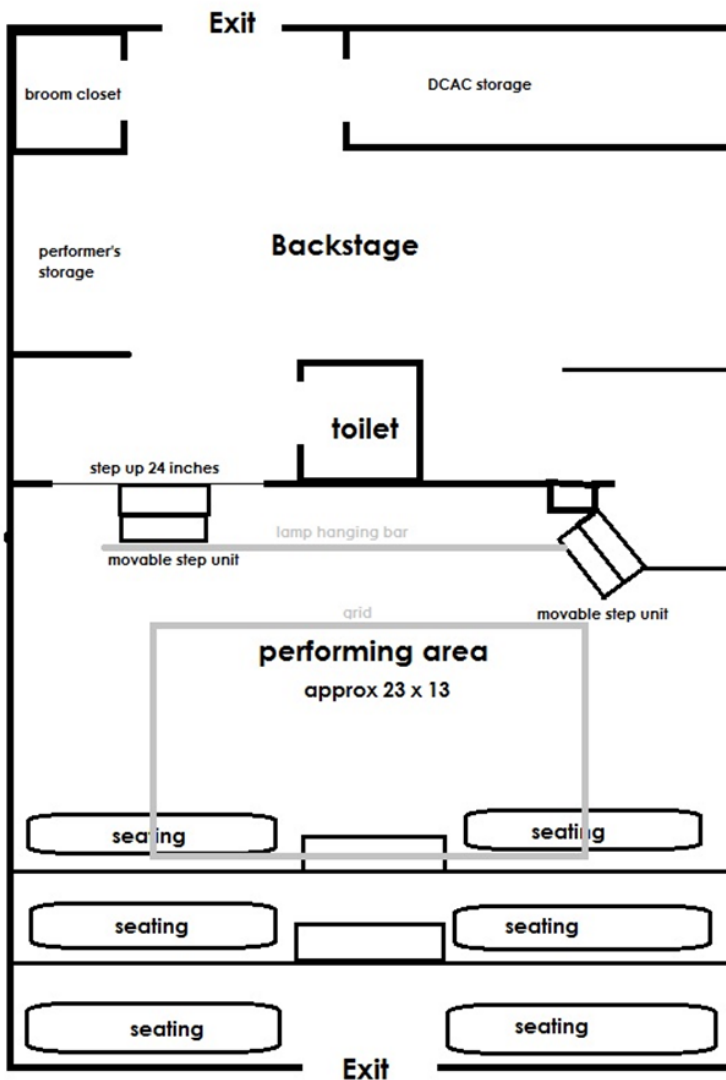 Exit
broom closet
DCAC storage
performer's
storage
Backstage
toilet
step up 24 inches
lamp hanging bar
movable step unit
movable step unit
grid
performing area
approx 23 x 13
seating
seating
seating
seating
seating
seating
Exit